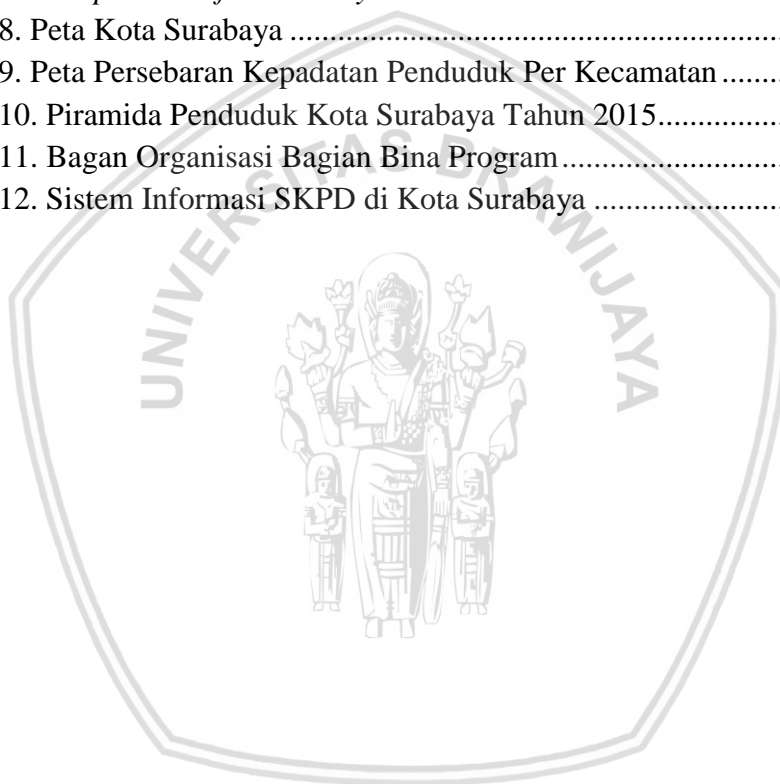 8. Peta Kota Surabaya ..............................................................
9. Peta Persebaran Kepadatan Penduduk Per Kecamatan ........
10. Piramida Penduduk Kota Surabaya Tahun 2015................
11. Bagan Organisasi Bagian Bina Program............................
12. Sistem Informasi SKPD di Kota Surabaya ........................
UNIVERSITAS BRAWIJAYA